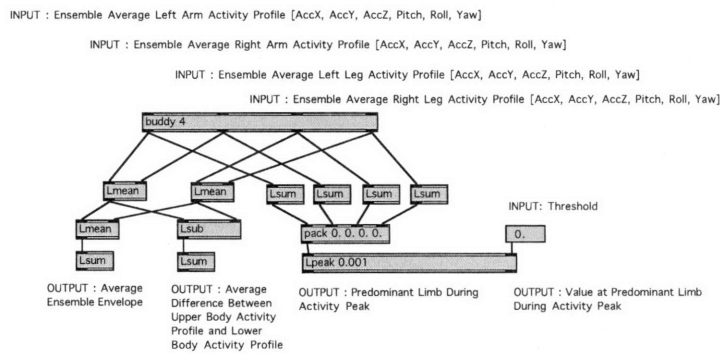 INPUT : Ensemble Average Left Arm Activity Profile [AccX, AccY, AccZ, Pitch, Roll, Yaw]
INPUT : Ensemble Average Right Arm Activity Profile [AccX, AccY, AccZ, Pitch, Roll, Yaw]
INPUT : Ensemble Average Left Leg Activity Profile [AccX, AccY, AccZ, Pitch, Roll, Yaw]
INPUT : Ensemble Average Right Leg Activity Profile [AccX, AccY, AccZ, Pitch, Roll, Yaw]
buddy 4
Lmean
Lmean
Lsum
Lsum
Lsum
Lsum
INPUT: Threshold
Lmean
Lsub
pack 0. 0. 0. 0.
0.
Lsum
Lsum
Lpeak 0.001
OUTPUT : Average
Ensemble Envelope
OUTPUT : Average
Difference Between
Upper Body Activity
Profile and Lower
Body Activity Profile
OUTPUT : Predominant Limb During
Activity Peak
OUTPUT : Value at Predominant Limb
During Activity Peak